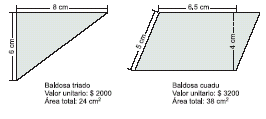 8 cm
6 cm
6,5 cm
5 cm
4 cm
Baldosa triado
Valor unitario: $ 2000
Área total: 24 cm²
Baldosa cuadu
Valor unitario: $ 3200
Área total: 38 cm²